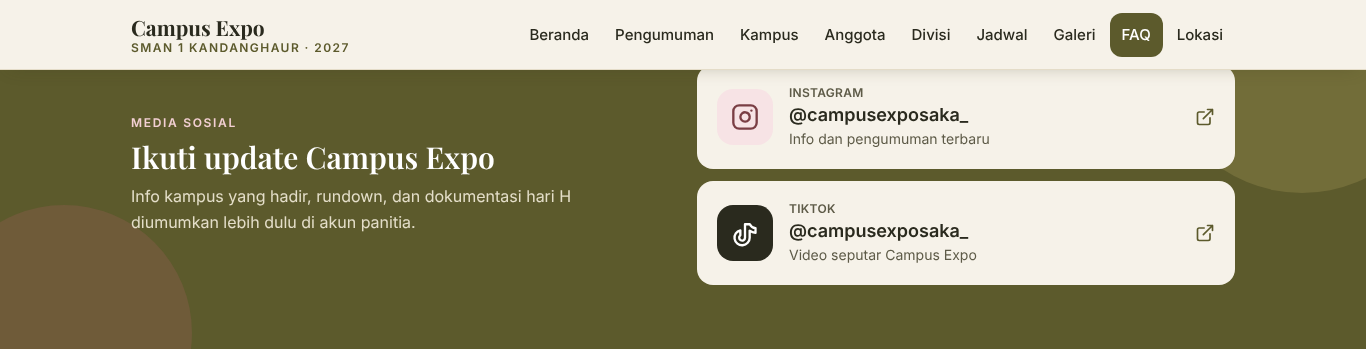 Campus Expo
SMAN 1 KANDANGHAUR · 2027
Beranda Pengumuman Kampus Anggota Divisi Jadwal Galeri FAQ Lokasi
MEDIA SOSIAL
Ikuti update Campus Expo
Info kampus yang hadir, rundown, dan dokumentasi hari H
diumumkan lebih dulu di akun panitia.
INSTAGRAM
@campusexposaka_
Info dan pengumuman terbaru
TIKTOK
@campusexposaka_
Video seputar Campus Expo